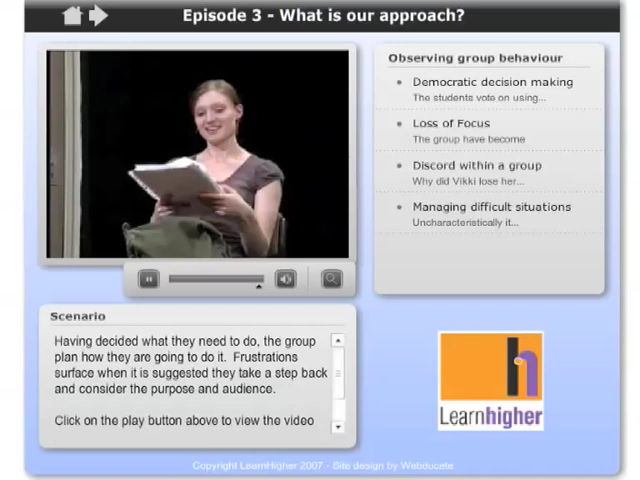 Episode 3 - What is our approach?
Observing group behaviour
Democratic decision making
The students vote on using...
Loss of Focus
The group have become
Discord within a group
Why did Vikki lose her...
Managing difficult situations
Uncharacteristically it...
Scenario
Having decided what they need to do, the group
plan how they are going to do it. Frustrations
surface when it is suggested they take a step back
and consider the purpose and audience.
Click on the play button above to view the video
h
Learnhigher
Copyright LearnHigher 2007 - Site design by Webducate